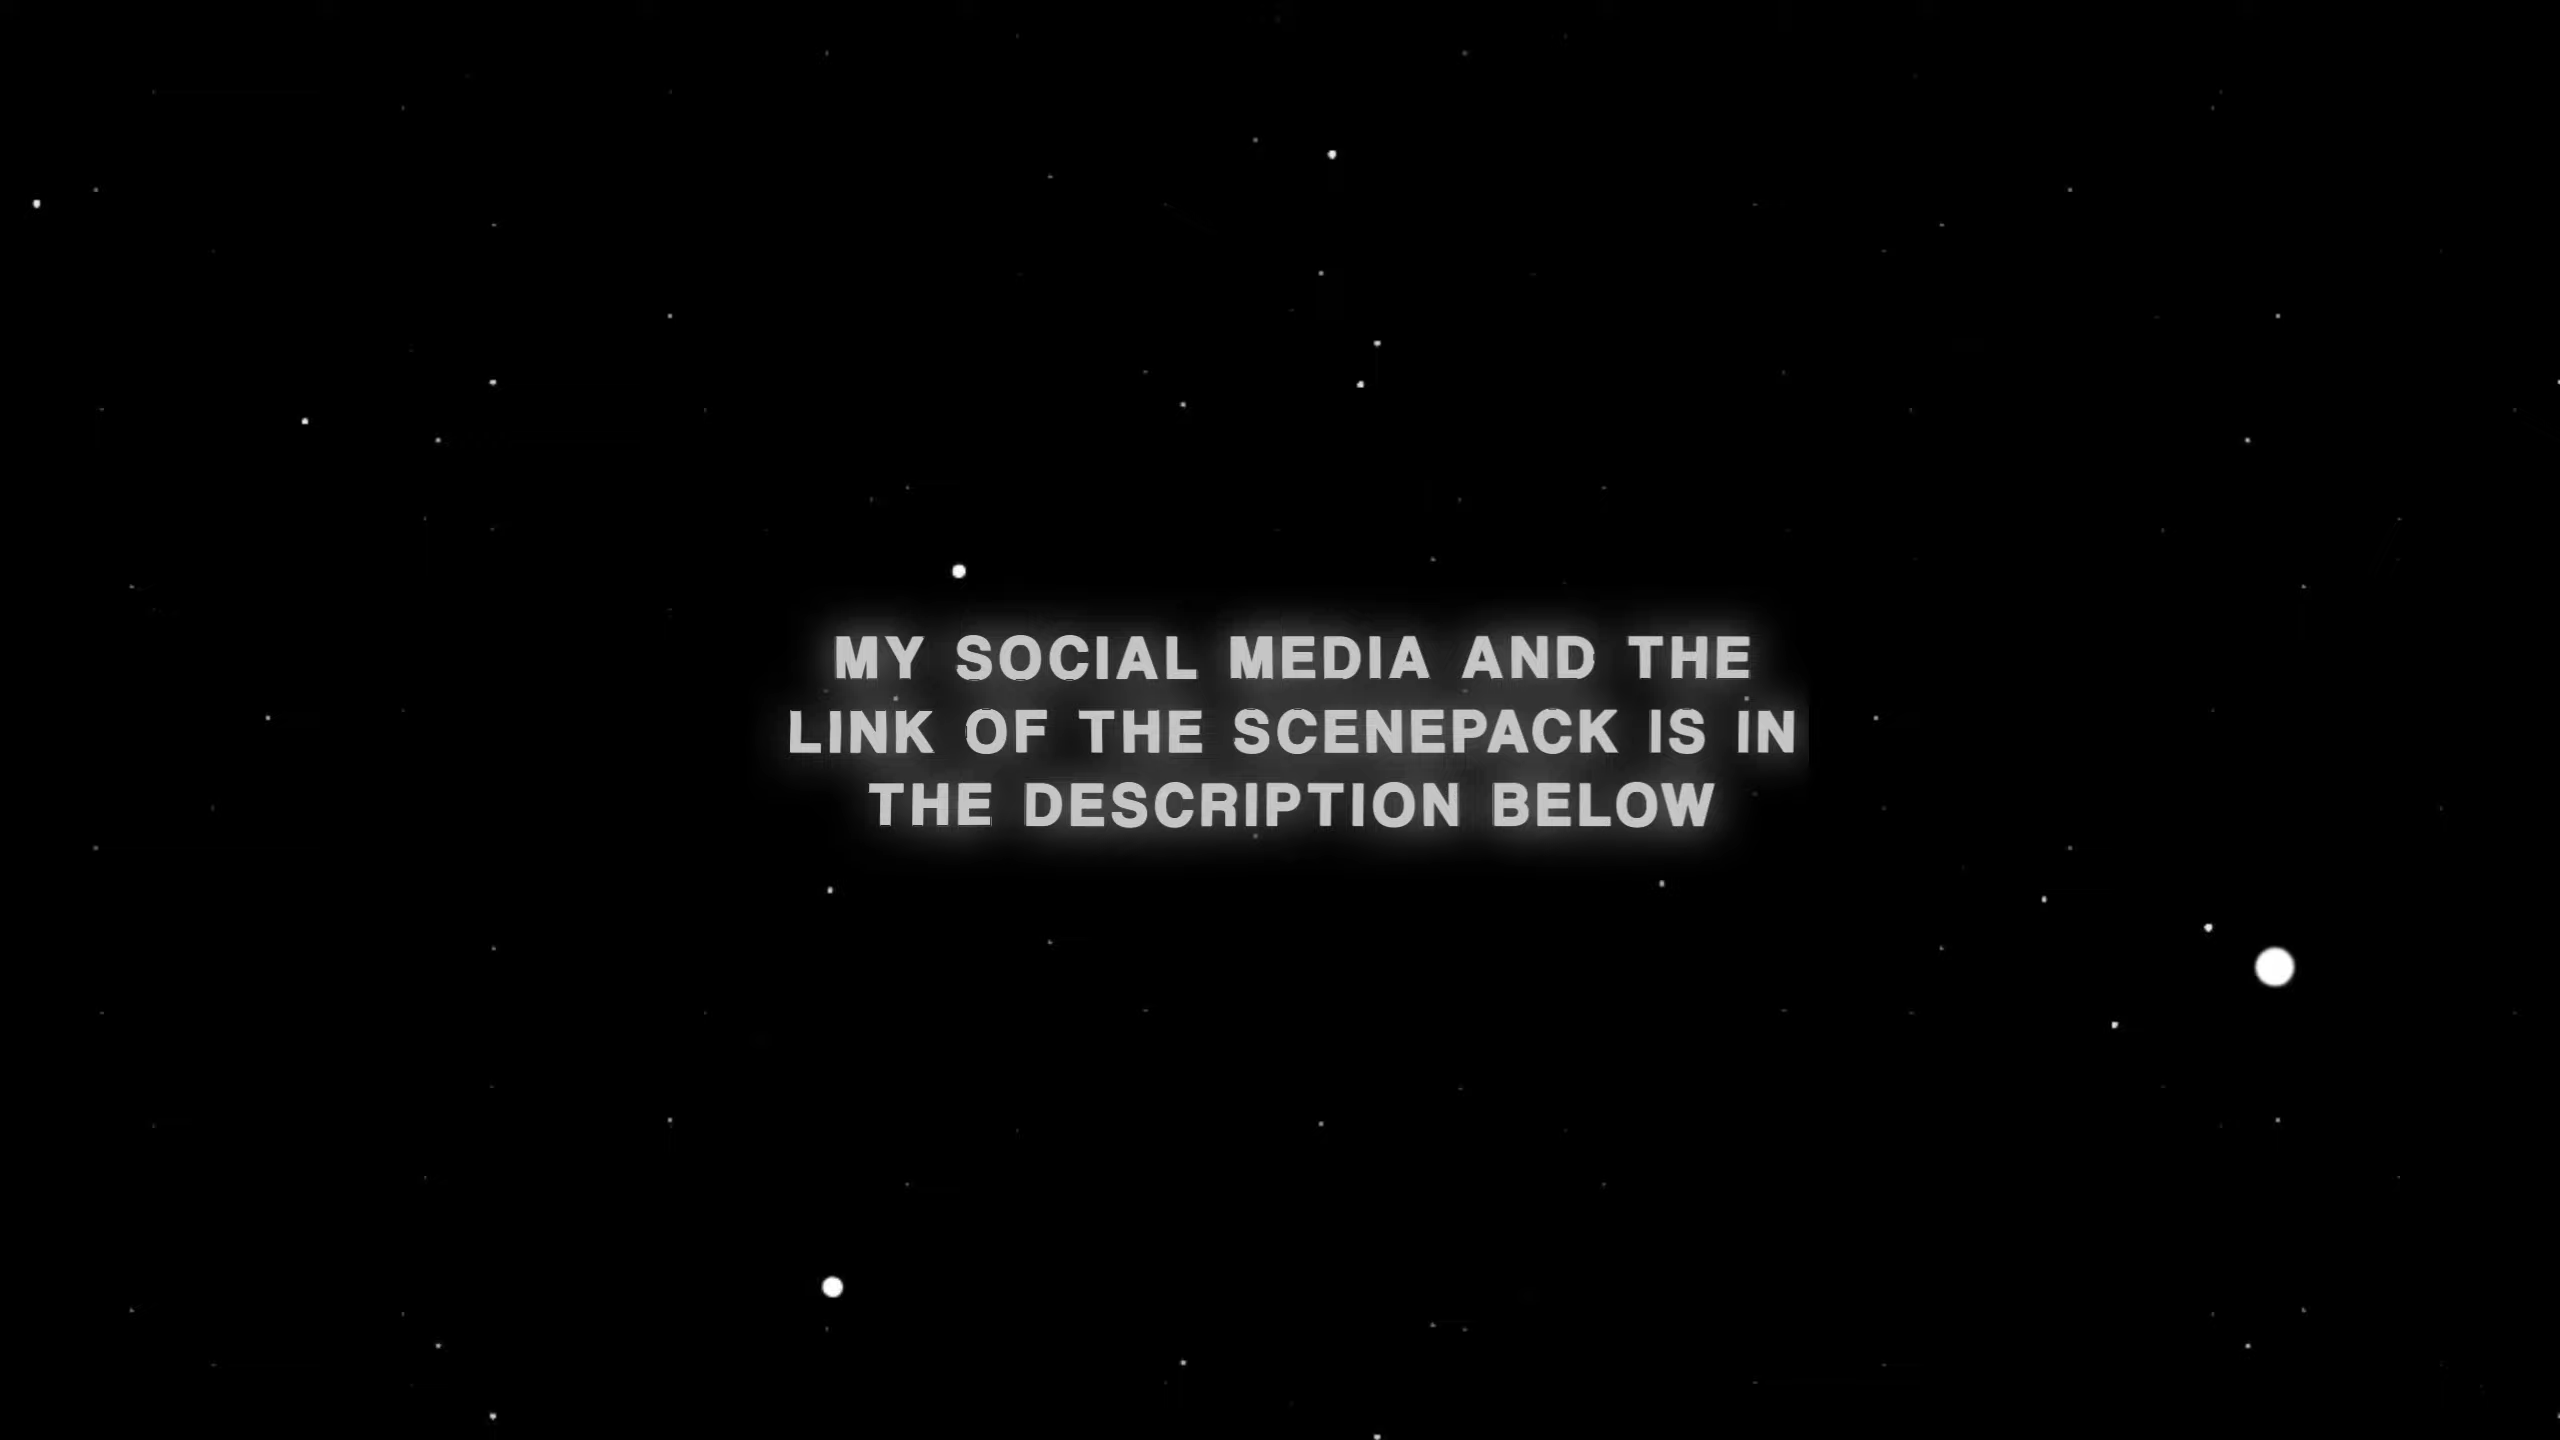 MY SOCIAL MEDIA AND THE
LINK OF THE SCENEPACK IS IN
THE DESCRIPTION BELOW